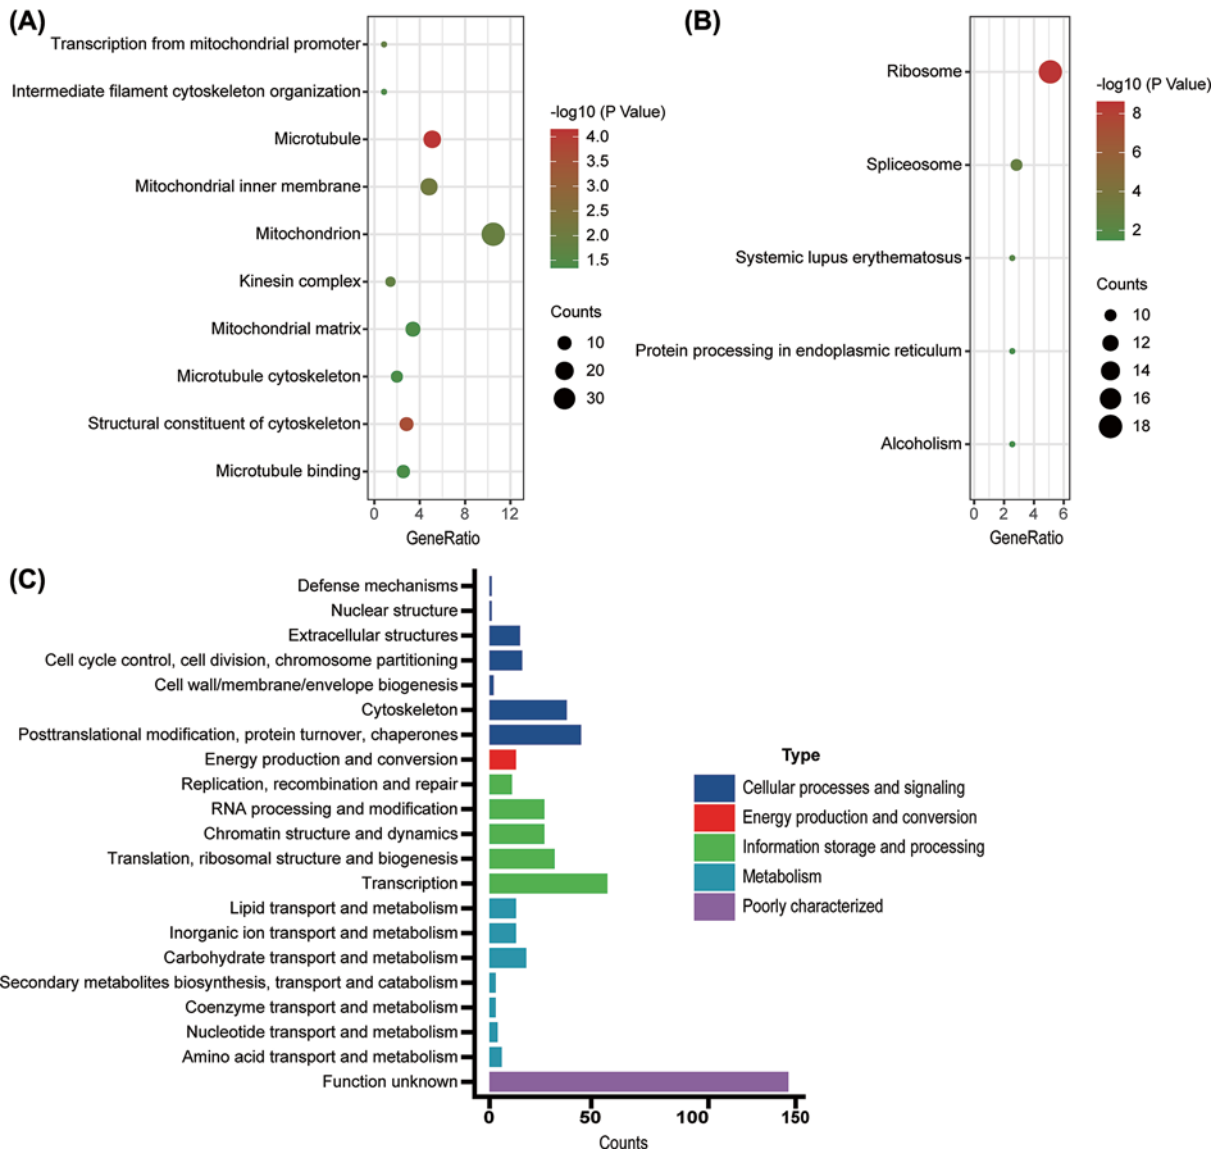 (A)
Transcription from mitochondrial promoter
Intermediate filament cytoskeleton organization
Microtubule
Mitochondrial inner membrane
Mitochondrion
Kinesin complex
Mitochondrial matrix
Microtubule cytoskeleton
Structural constituent of cytoskeleton
Microtubule binding
0 4 8 12
GeneRatio
-log10 (P Value)
4.0
3.5
3.0
2.5
2.0
1.5
Counts
10
20
30
(B)
Ribosome
Spliceosome
Systemic lupus erythematosus
Protein processing in endoplasmic reticulum
Alcoholism
0 2 4 6
GeneRatio
-log10 (P Value)
8
6
4
2
Counts
10
12
14
16
18
(C)
Defense mechanisms
Nuclear structure
Extracellular structures
Cell cycle control, cell division, chromosome partitioning
Cell wall/membrane/envelope biogenesis
Cytoskeleton
Posttranslational modification, protein turnover, chaperones
Energy production and conversion
Replication, recombination and repair
RNA processing and modification
Chromatin structure and dynamics
Translation, ribosomal structure and biogenesis
Transcription
Lipid transport and metabolism
Inorganic ion transport and metabolism
Carbohydrate transport and metabolism
Secondary metabolites biosynthesis, transport and catabolism
Coenzyme transport and metabolism
Nucleotide transport and metabolism
Amino acid transport and metabolism
Function unknown
0 50 100 150
Counts
Type
Cellular processes and signaling
Energy production and conversion
Information storage and processing
Metabolism
Poorly characterized